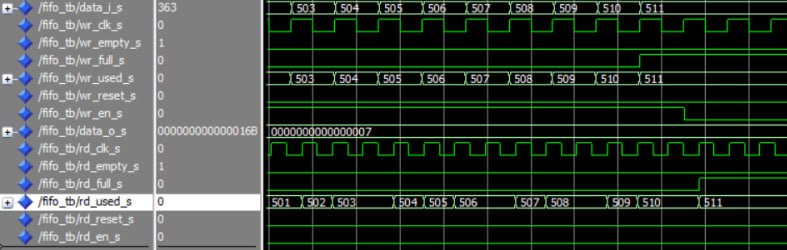 /fifo_tb/data_i_s 363 503 504 505 506 507 508 509 510 511
/fifo_tb/wr_clk_s 0
/fifo_tb/wr_empty_s 1
/fifo_tb/wr_full_s 0
/fifo_tb/wr_used_s 0 503 504 505 506 507 508 509 510 511
/fifo_tb/wr_reset_s 0
/fifo_tb/wr_en_s 0
/fifo_tb/data_o_s 000000000000016B 0000000000000007
/fifo_tb/rd_clk_s 0
/fifo_tb/rd_empty_s 1
/fifo_tb/rd_full_s 0
/fifo_tb/rd_used_s 0 501 502 503 504 505 506 507 508 509 510 511
/fifo_tb/rd_reset_s 0
/fifo_tb/rd_en_s 0